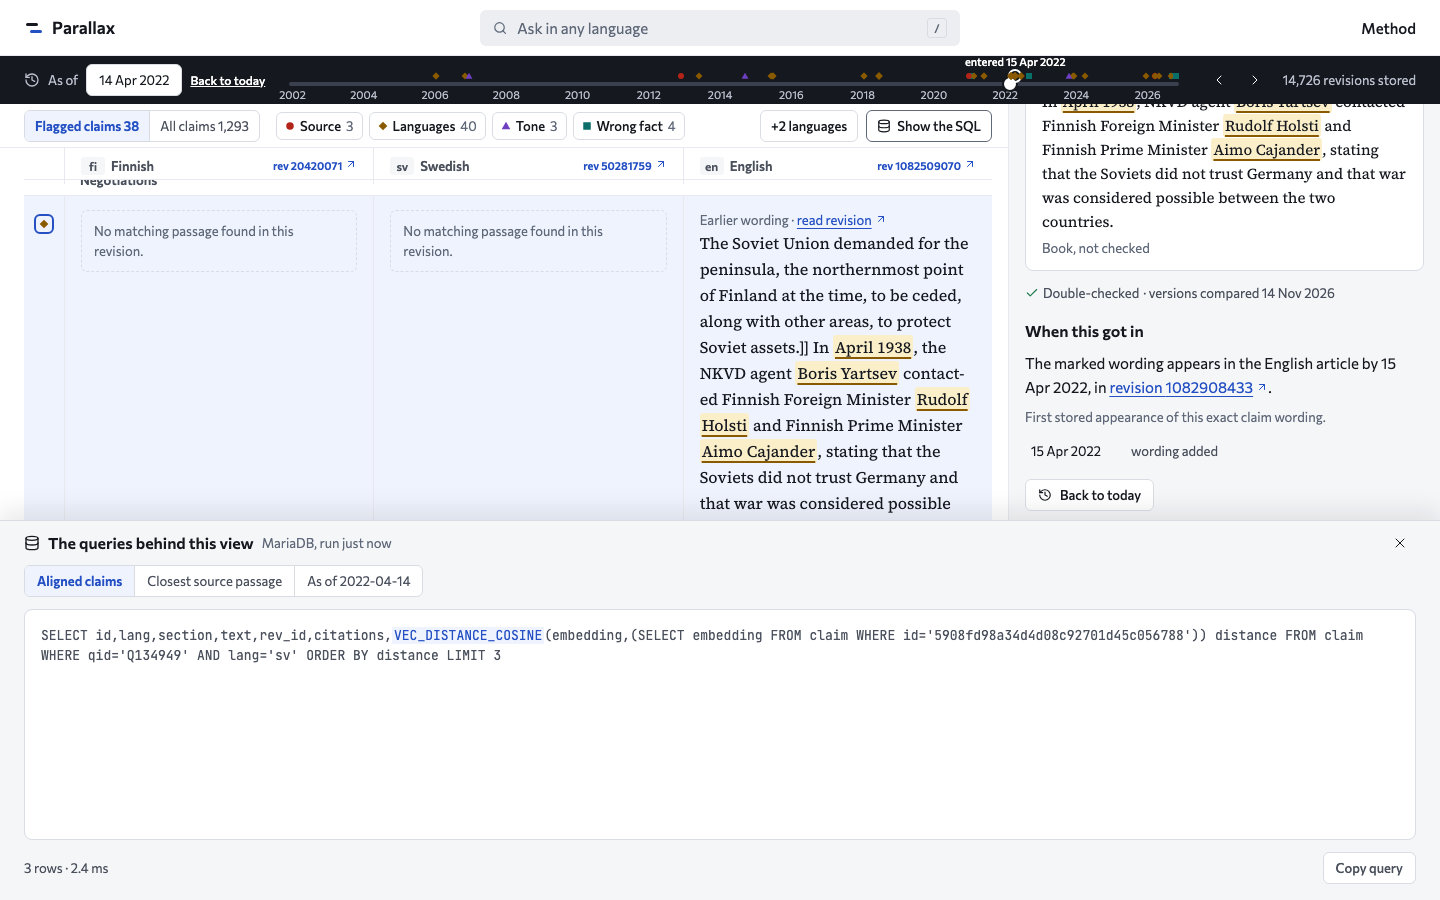 Parallax
Ask in any language
/
Method
As of
14 Apr 2022
Back to today
entered 15 Apr 2022
2002 2004 2006 2008 2010 2012 2014 2016 2018 2020 2022 2024 2026
14,726 revisions stored
Flagged claims 38
All claims 1,293
Source 3
Languages 40
Tone 3
Wrong fact 4
+2 languages
Show the SQL
fi Finnish
rev 20420071
sv Swedish
rev 50281759
en English
rev 1082509070
Negotiations
No matching passage found in this
revision.
No matching passage found in this
revision.
Earlier wording · read revision
The Soviet Union demanded for the
peninsula, the northernmost point
of Finland at the time, to be ceded,
along with other areas, to protect
Soviet assets.]] In April 1938, the
NKVD agent Boris Yartsev contact-
ed Finnish Foreign Minister Rudolf
Holsti and Finnish Prime Minister
Aimo Cajander, stating that the
Soviets did not trust Germany and
that war was considered possible
In April 1938, NKVD agent Boris Yartsev contacted
Finnish Foreign Minister Rudolf Holsti and
Finnish Prime Minister Aimo Cajander, stating
that the Soviets did not trust Germany and that war
was considered possible between the two
countries.
Book, not checked
Double-checked · versions compared 14 Nov 2026
When this got in
The marked wording appears in the English article by 15
Apr 2022, in revision 1082908433.
First stored appearance of this exact claim wording.
15 Apr 2022 wording added
Back to today
The queries behind this view MariaDB, run just now
Aligned claims
Closest source passage
As of 2022-04-14
SELECT id,lang,section,text,rev_id,citations,VEC_DISTANCE_COSINE(embedding,(SELECT embedding FROM claim WHERE id='5908fd98a34d4d08c92701d45c056788')) distance FROM claim
WHERE qid='Q134949' AND lang='sv' ORDER BY distance LIMIT 3
3 rows · 2.4 ms
Copy query